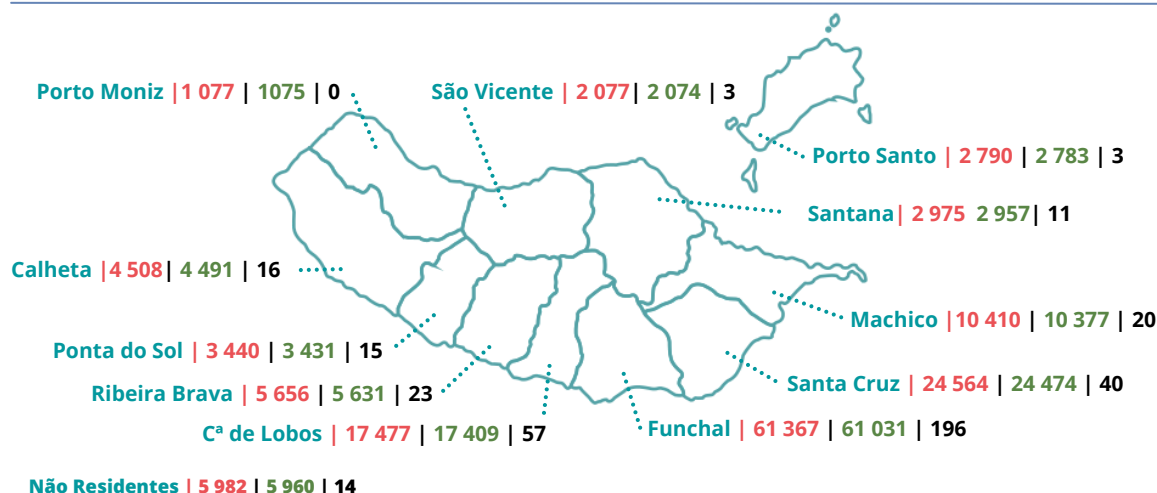 Porto Moniz |1 077 | 1075 | 0
São Vicente | 2 077| 2 074 | 3
Porto Santo | 2 790 | 2 783 | 3
Santana| 2 975 2 957| 11
Calheta |4 508| 4 491 | 16
Machico |10 410 | 10 377 | 20
Ponta do Sol | 3 440 | 3 431 | 15
Santa Cruz | 24 564 | 24 474 | 40
Ribeira Brava | 5 656 | 5 631 | 23
Cª de Lobos | 17 477 | 17 409 | 57
Funchal | 61 367 | 61 031 | 196
Não Residentes | 5 982 | 5 960 | 14